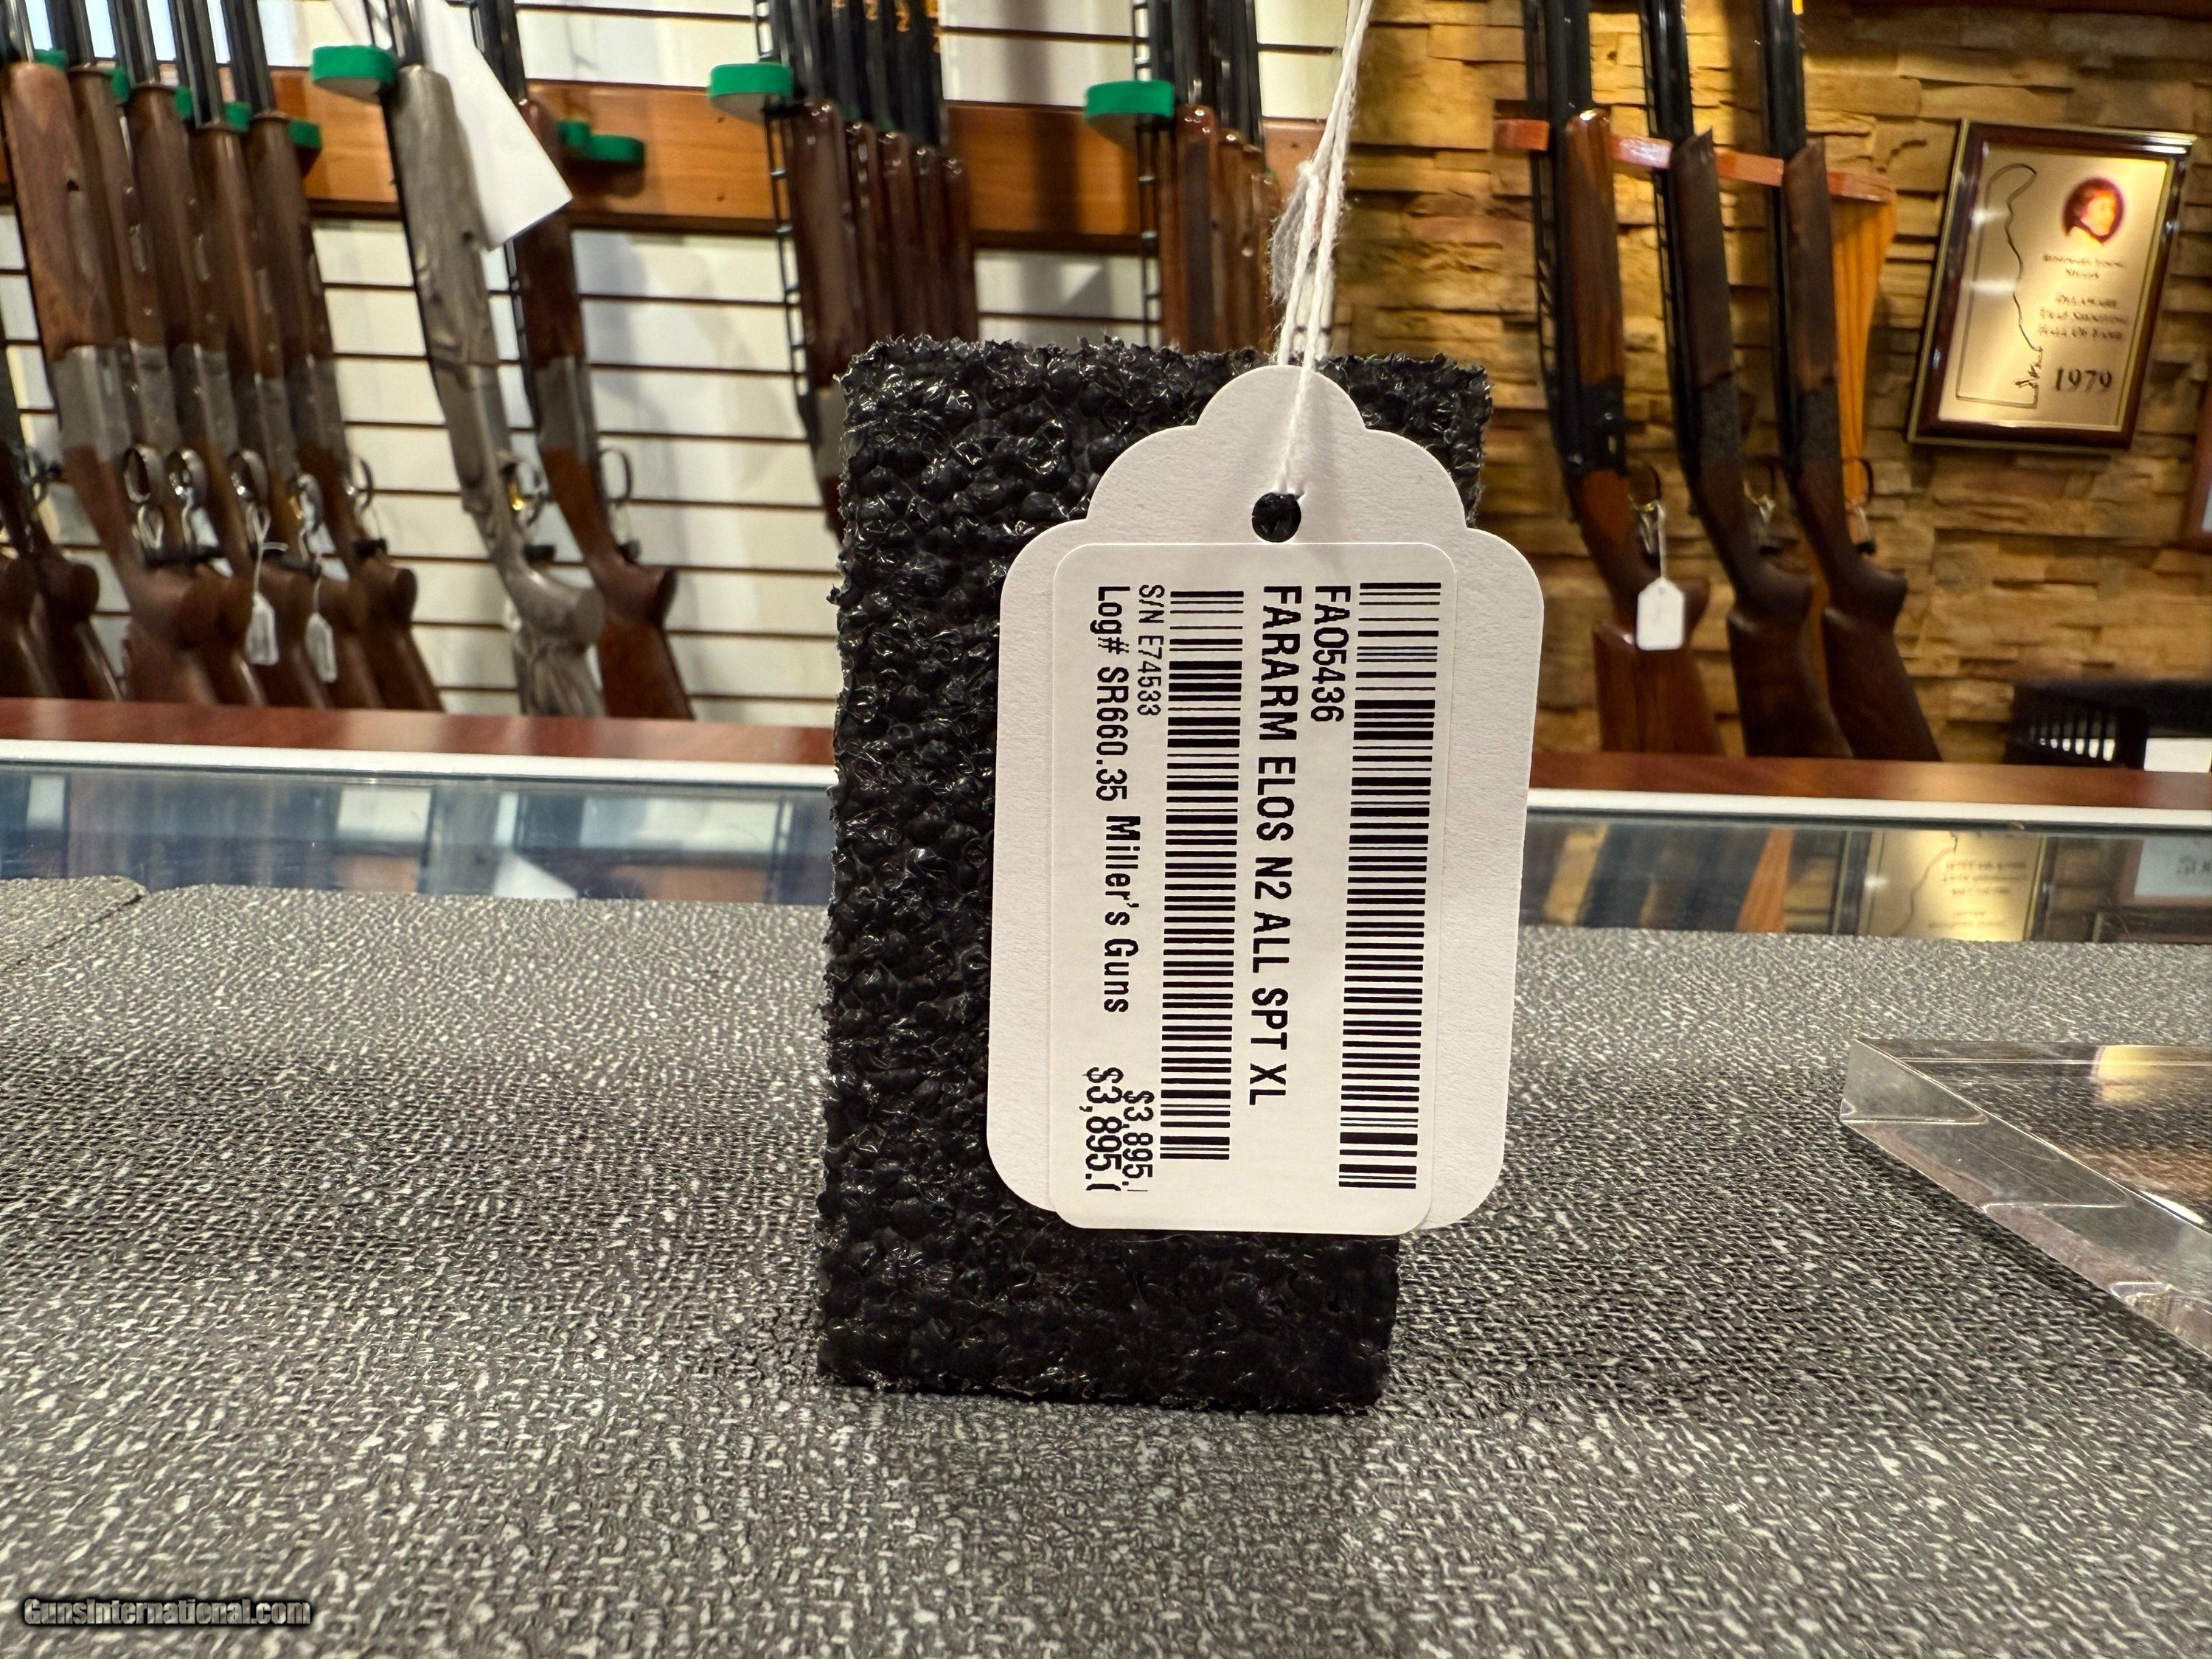 FA05436
FARARM ELOS N2 ALL SPT XL
S/N E74533
$3,895.
Log# SR660.35 Miller's Guns
$3,895.(
1979
GunsInternational.com